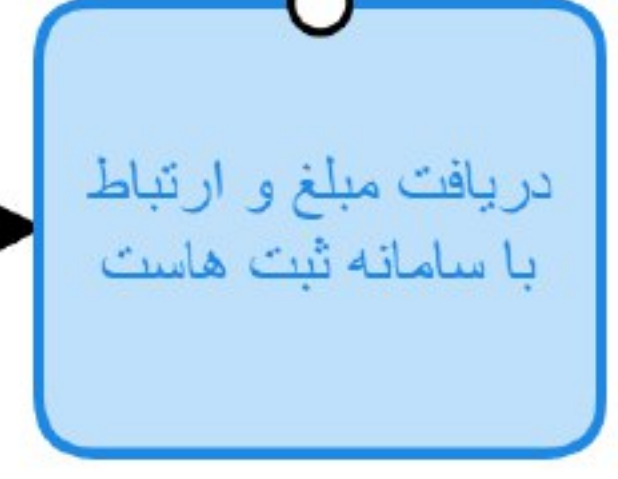 دریافت مبلغ و ارتباط
با سامانه ثبت هاست